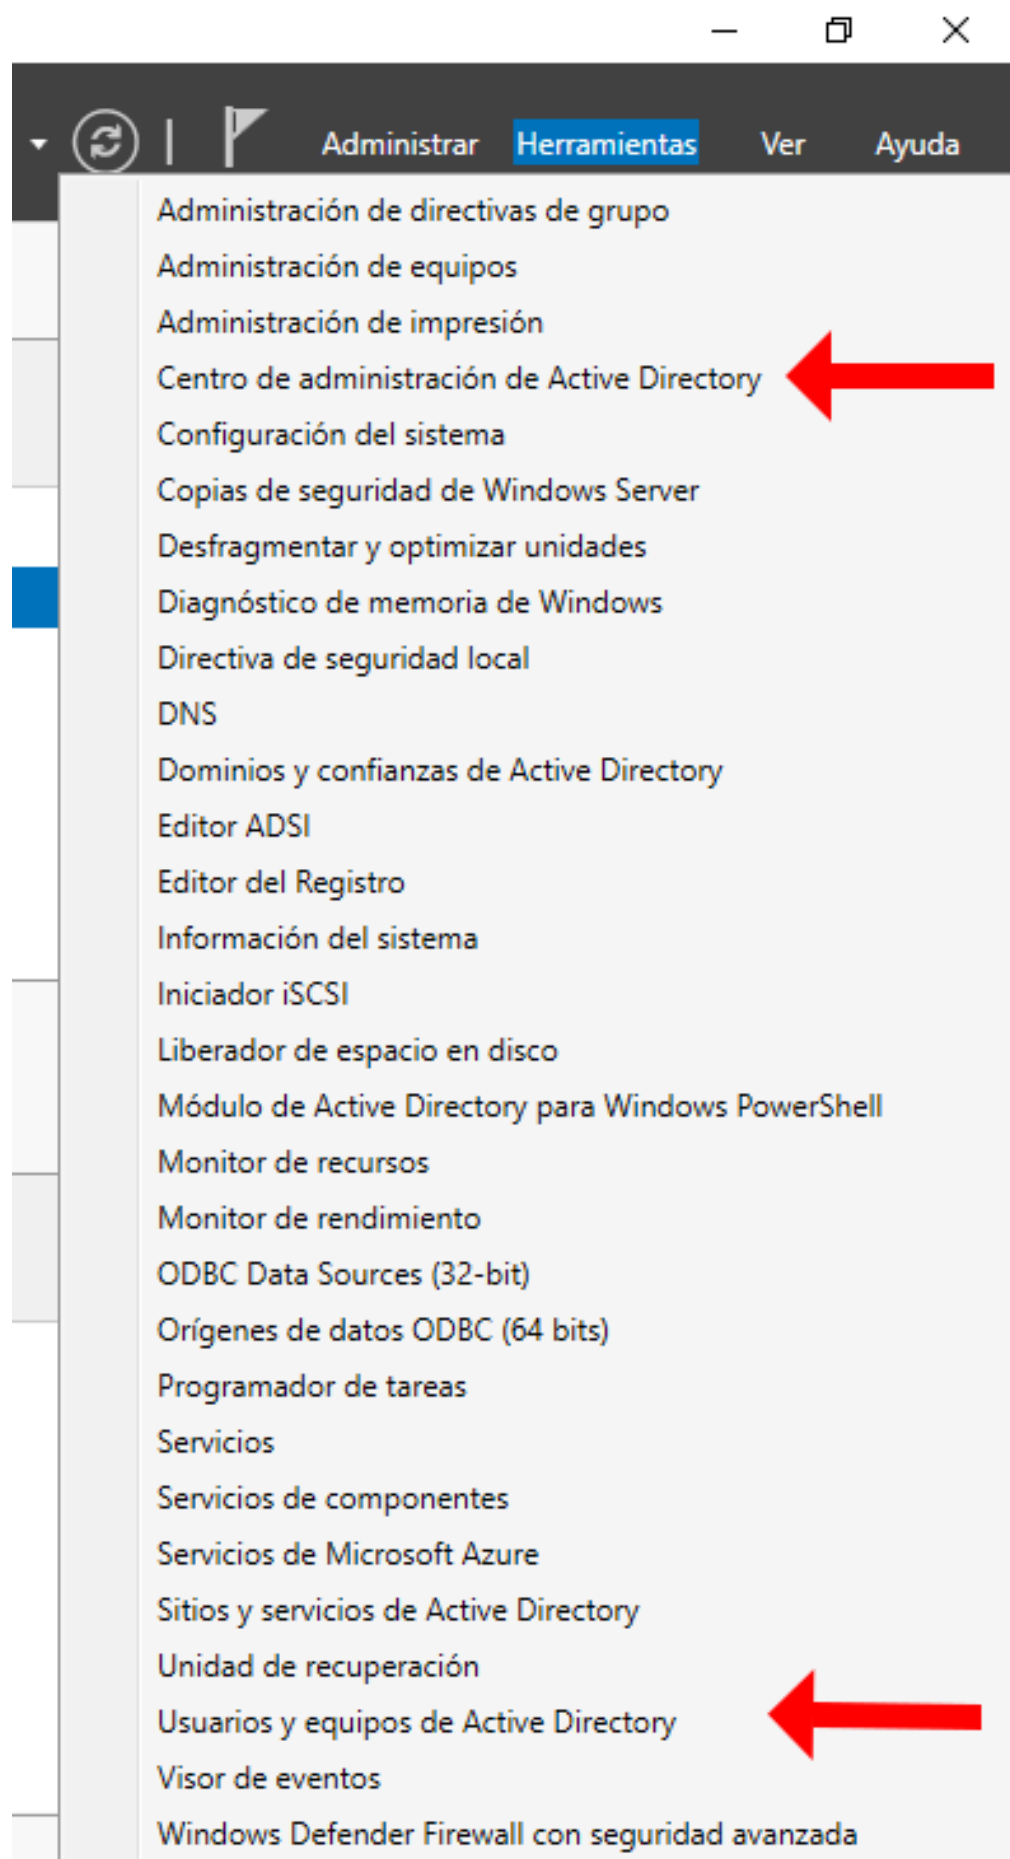 Administrar Herramientas Ver Ayuda
Administración de directivas de grupo
Administración de equipos
Administración de impresión
Centro de administración de Active Directory
Configuración del sistema
Copias de seguridad de Windows Server
Desfragmentar y optimizar unidades
Diagnóstico de memoria de Windows
Directiva de seguridad local
DNS
Dominios y confianzas de Active Directory
Editor ADSI
Editor del Registro
Información del sistema
Iniciador iSCSI
Liberador de espacio en disco
Módulo de Active Directory para Windows PowerShell
Monitor de recursos
Monitor de rendimiento
ODBC Data Sources (32-bit)
Orígenes de datos ODBC (64 bits)
Programador de tareas
Servicios
Servicios de componentes
Servicios de Microsoft Azure
Sitios y servicios de Active Directory
Unidad de recuperación
Usuarios y equipos de Active Directory
Visor de eventos
Windows Defender Firewall con seguridad avanzada